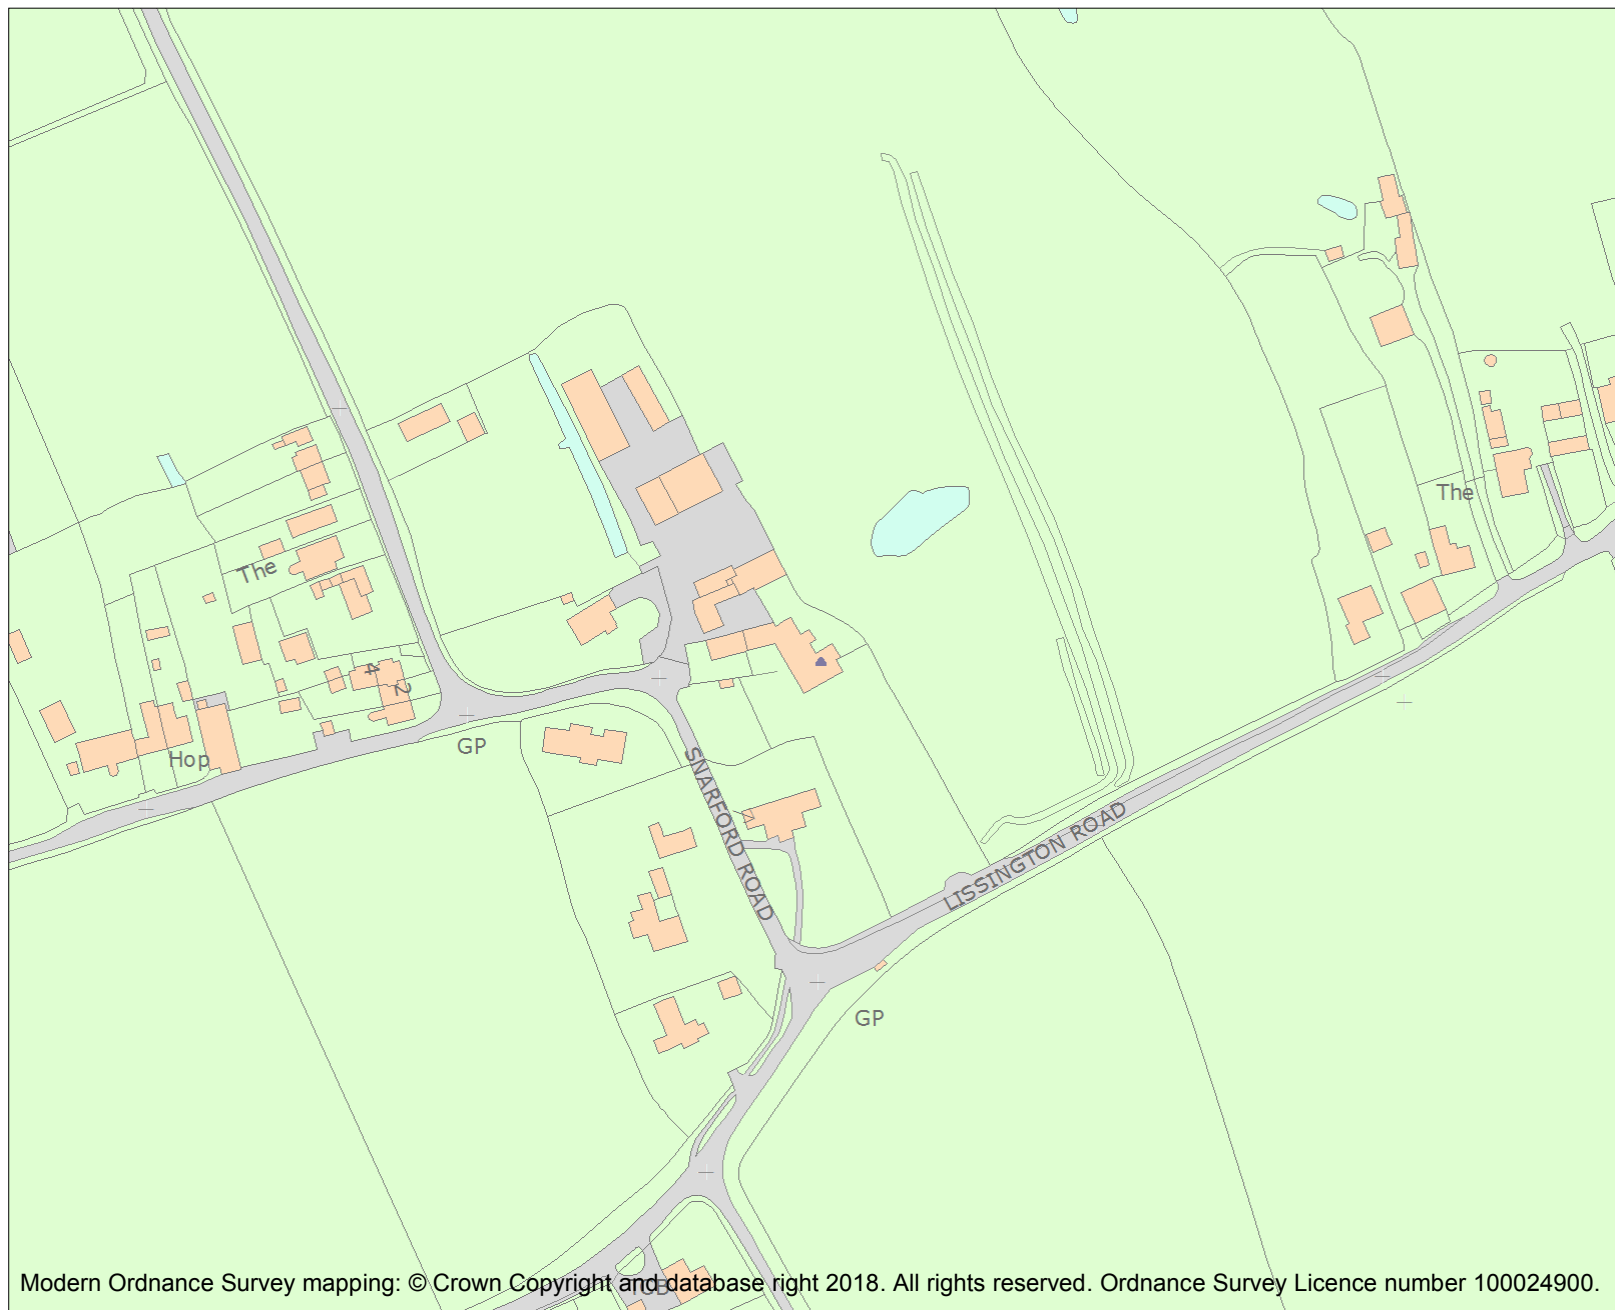 The
The
4
2
Hop
GP
SNARFORD ROAD
LISSINGTON ROAD
GP
TCB
Modern Ordnance Survey mapping: © Crown Copyright and database right 2018. All rights reserved. Ordnance Survey Licence number 100024900.